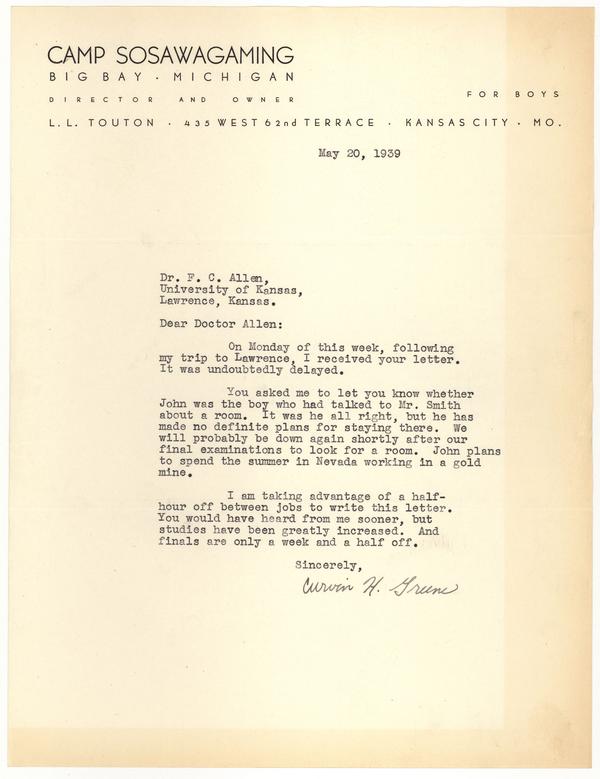 CAMP SOSAWAGAMING
BIG BAY · MICHIGAN
DIRECTOR AND OWNER
FOR BOYS
L. L. TOUTON · 435 WEST 62nd TERRACE · KANSAS CITY · MO.
May 20, 1939
Dr. F. C. Allen,
University of Kansas,
Lawrence, Kansas.
Dear Doctor Allen:
On Monday of this week, following
my trip to Lawrence, I received your letter.
It was undoubtedly delayed.
You asked me to let you know whether
John was the boy who had talked to Mr. Smith
about a room. It was he all right, but he has
made no definite plans for staying there. We
will probably be down again shortly after our
final examinations to look for a room. John plans
to spend the summer in Nevada working in a gold
mine.
I am taking advantage of a half-
hour off between jobs to write this letter.
You would have heard from me sooner, but
studies have been greatly increased. And
finals are only a week and a half off.
Sincerely,
Curvin H. Greene